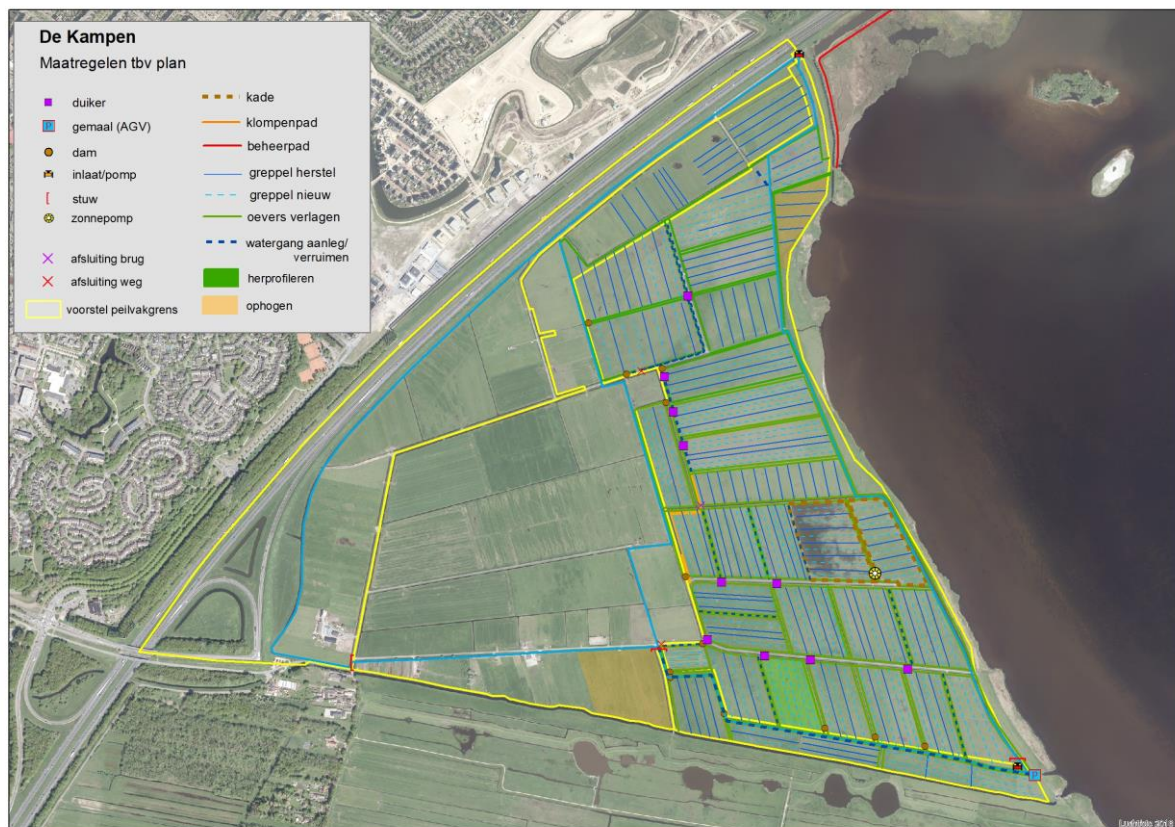 De Kampen
Maatregelen tbv plan
duiker
gemaal (AGV)
dam
inlaat/pomp
stuw
zonnepomp
afsluiting brug
afsluiting weg
voorstel peilvakgrens
kade
klompenpad
beheerpad
greppel herstel
greppel nieuw
oevers verlagen
watergang aanleg/
verruimen
herprofileren
ophogen
P
P